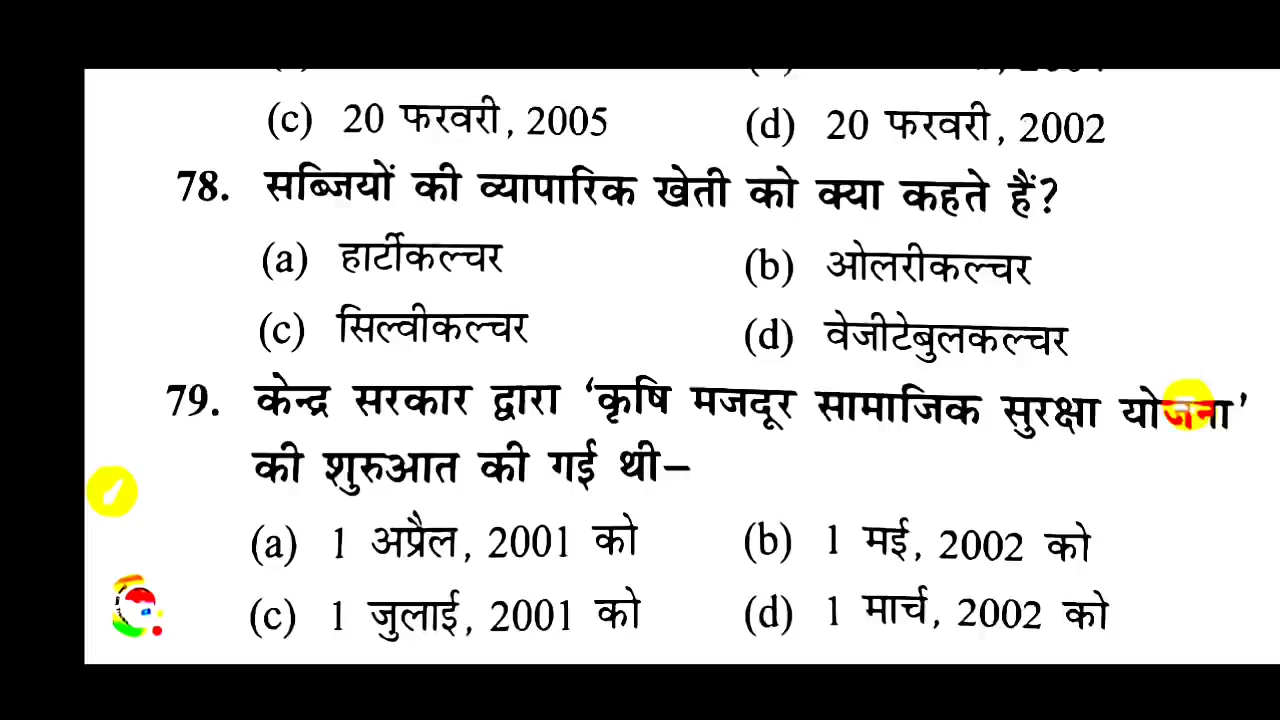 (c) 20 फरवरी, 2005 (d) 20 फरवरी, 2002
78. सब्जियों की व्यापारिक खेती को क्या कहते हैं?
(a) हार्टीकल्चर (b) ओलरीकल्चर
(c) सिल्वीकल्चर (d) वेजीटेबुलकल्चर
79. केन्द्र सरकार द्वारा 'कृषि मजदूर सामाजिक सुरक्षा योजना'
की शुरुआत की गई थी–
(a) 1 अप्रैल, 2001 को (b) 1 मई, 2002 को
(c) 1 जुलाई, 2001 को (d) 1 मार्च, 2002 को